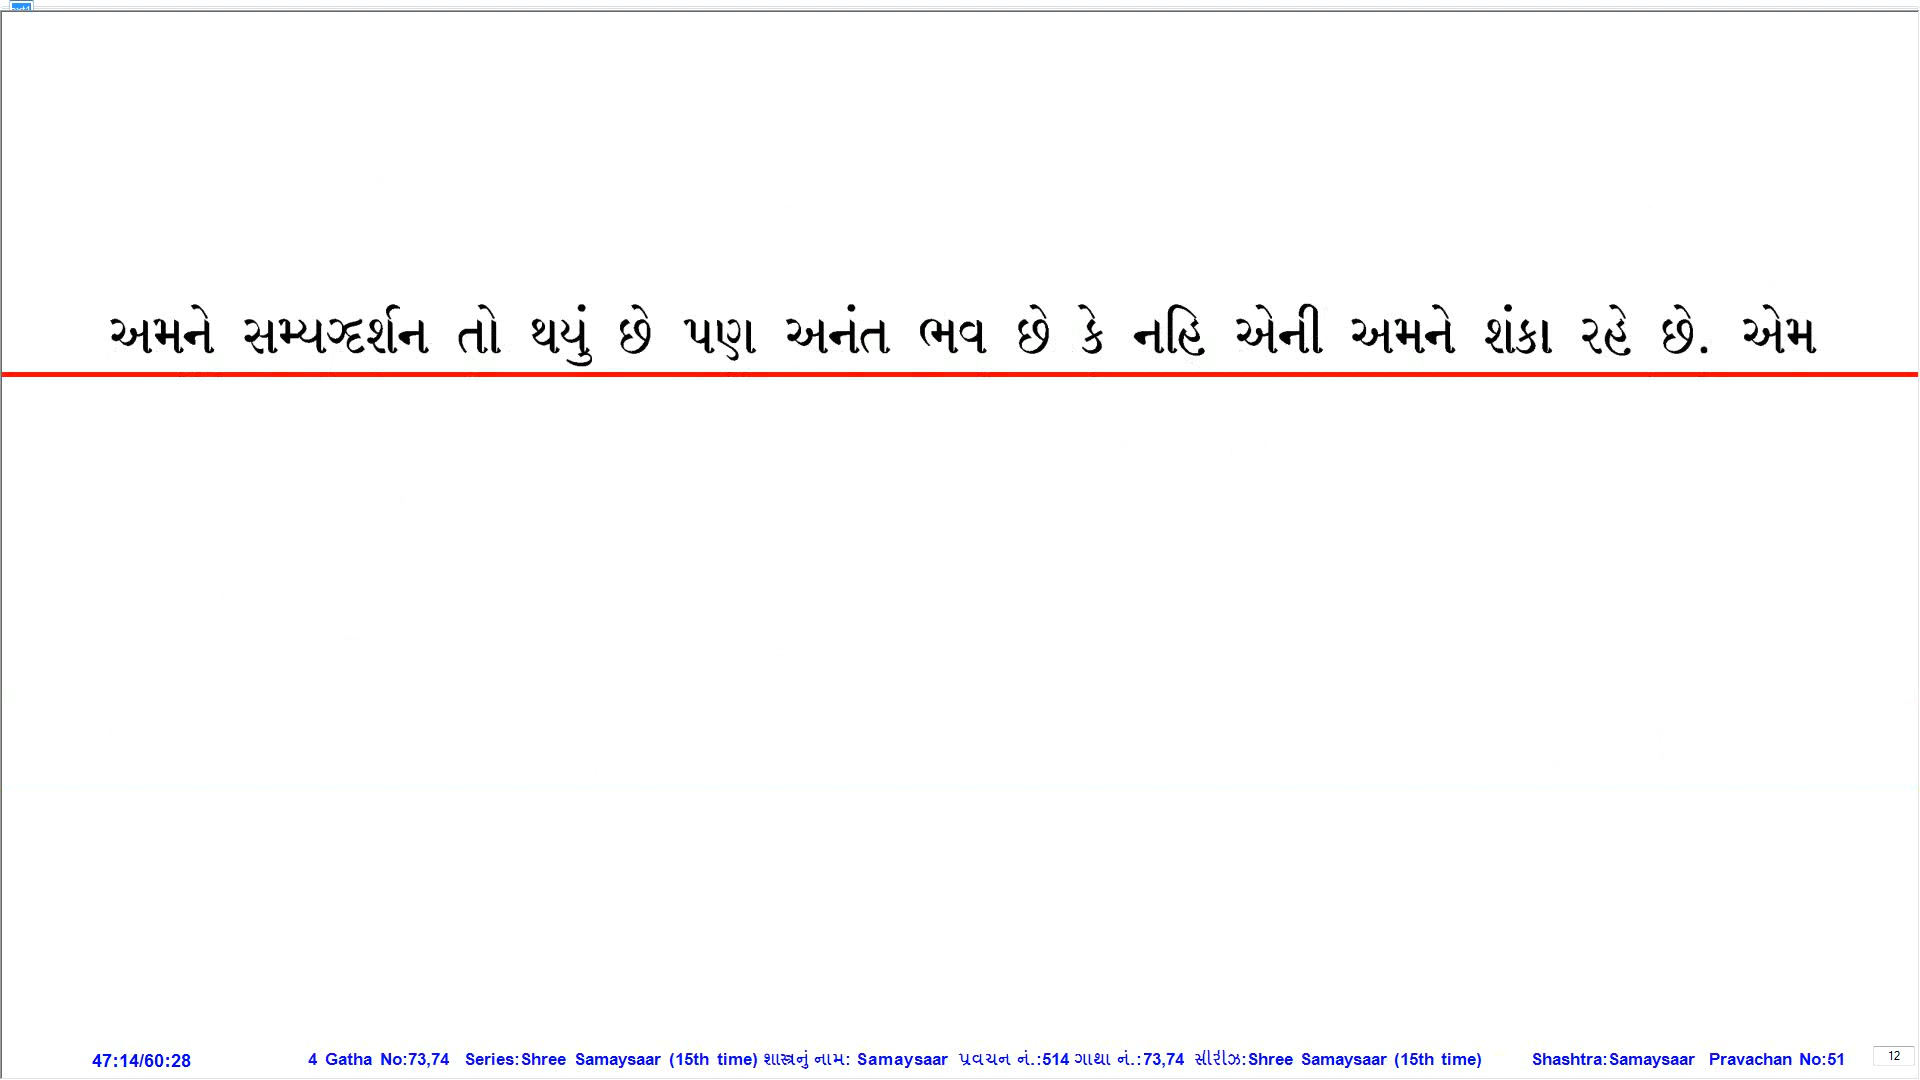 અમને સમ્યગ્દર્શન તો થયું છે પણ અનંત ભવ છે કે નહિ એની અમને શંકા રહે છે. એમ
47:14/60:28 4 Gatha No:73,74 Series:Shree Samaysaar (15th time) શાસ્ત્રનું નામ: Samaysaar પ્રવચન નં.:514 ગાથા નં.:73,74 સીરીઝ:Shree Samaysaar (15th time) Shashtra:Samaysaar Pravachan No:51 12